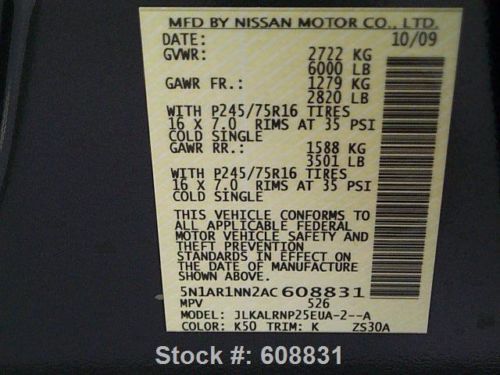 MFD BY NISSAN MOTOR CO., LTD.
DATE: 10/09
GVWR: 2722 KG
6000 LB
GAWR FR.: 1279 KG
2820 LB
WITH P245/75R16 TIRES
16 X 7.0 RIMS AT 35 PSI
COLD SINGLE
GAWR RR.: 1588 KG
3501 LB
WITH P245/75R16 TIRES
16 X 7.0 RIMS AT 35 PSI
COLD SINGLE
THIS VEHICLE CONFORMS TO
ALL APPLICABLE FEDERAL
MOTOR VEHICLE SAFETY AND
THEFT PREVENTION
STANDARDS IN EFFECT ON
THE DATE OF MANUFACTURE
SHOWN ABOVE.
5N1AR1NN2AC608831
MPV 526
MODEL: JLKALRNP25EUA-2--A
COLOR: K50 TRIM: K ZS30A
Stock #: 608831